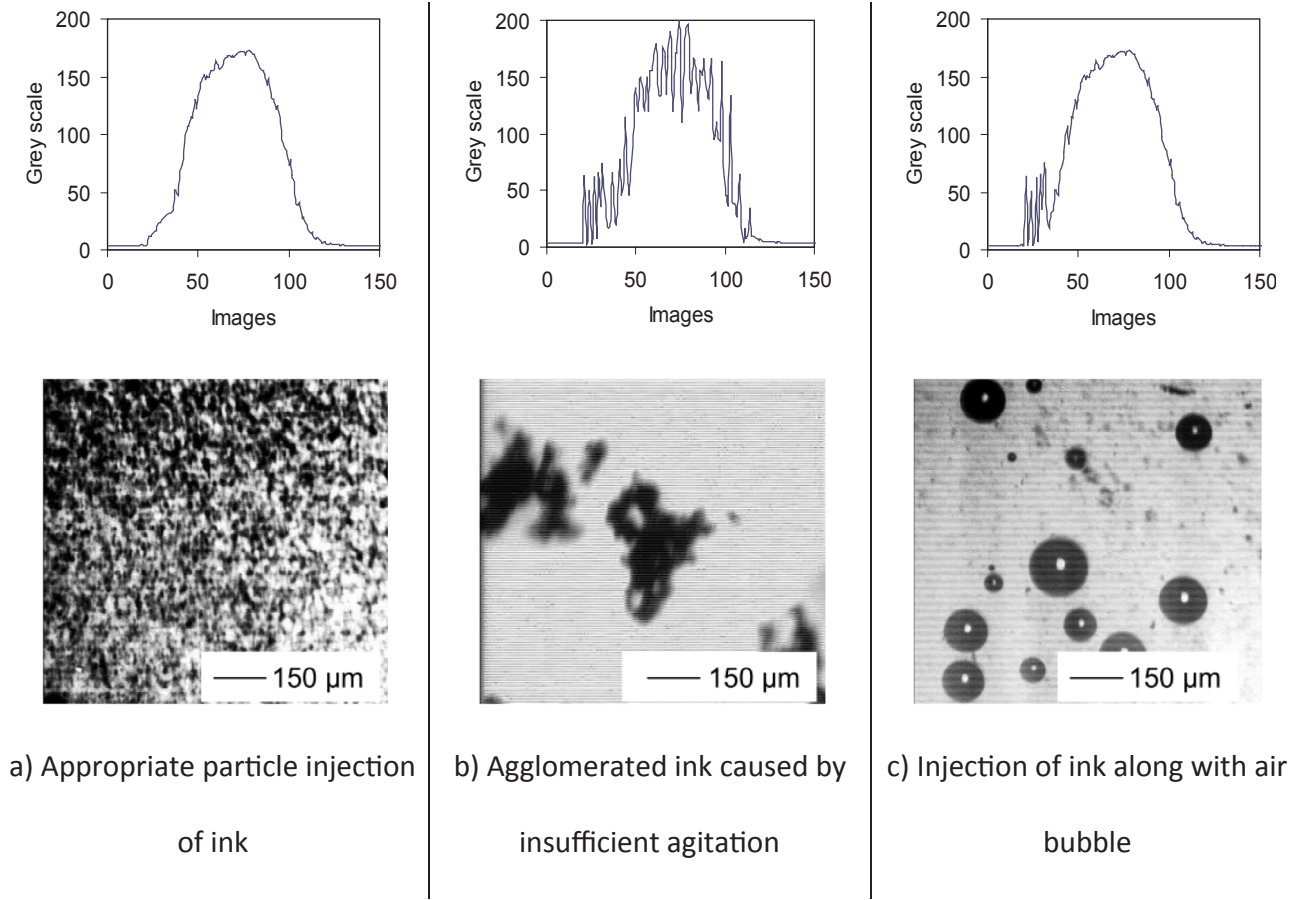 200
150
100
50
0
Grey scale
0
50
100
150
Images
200
150
100
50
0
Grey scale
0
50
100
150
Images
200
150
100
50
0
Grey scale
0
50
100
150
Images
150 μm
150 μm
150 μm
a) Appropriate particle injection
of ink
b) Agglomerated ink caused by
insufficient agitation
c) Injection of ink along with air
bubble